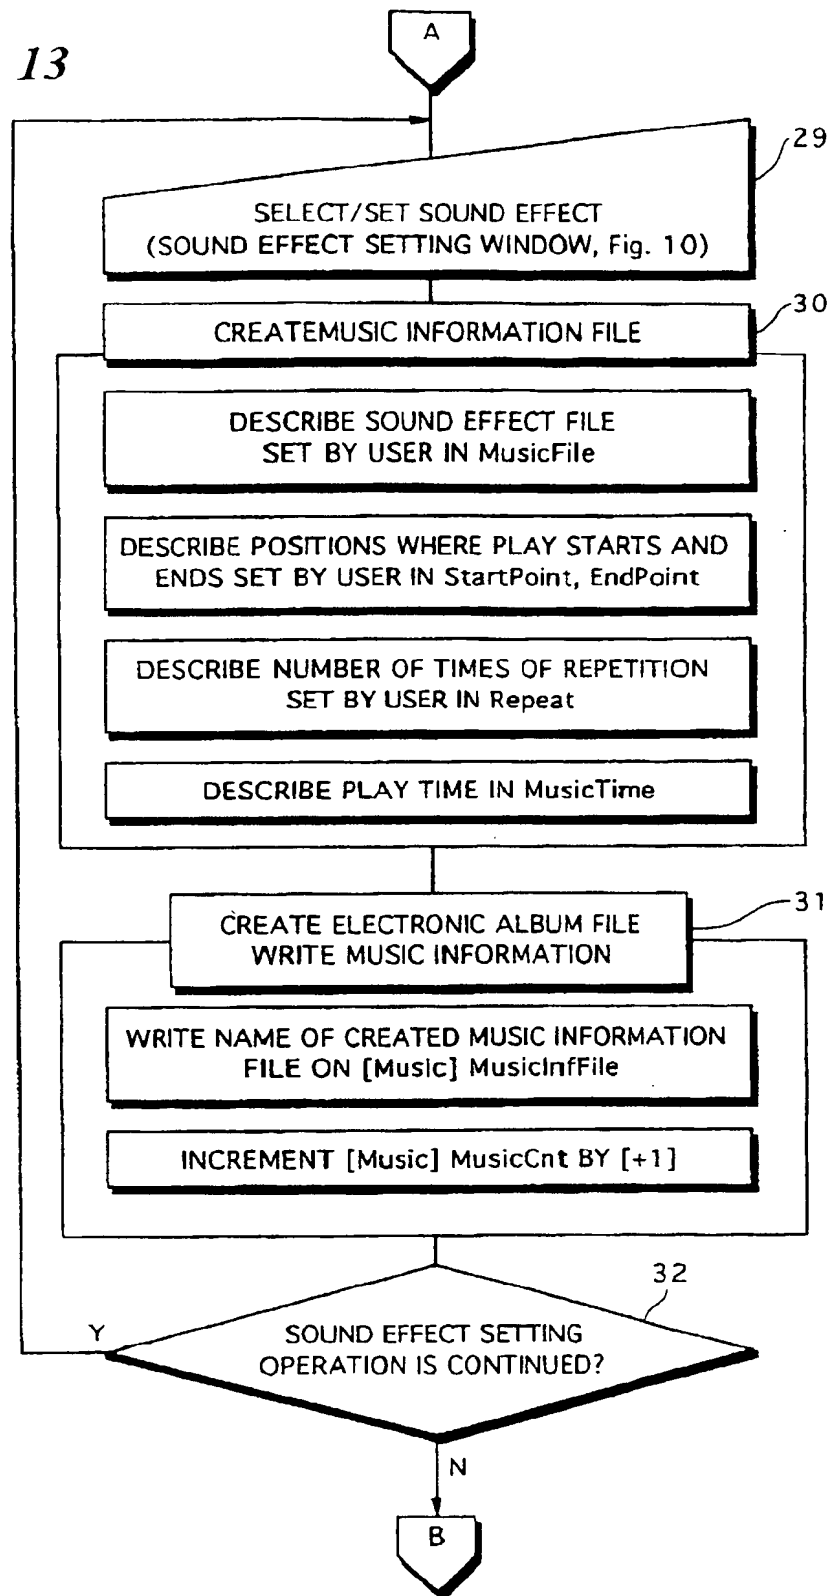 13
A
29
SELECT/SET SOUND EFFECT
(SOUND EFFECT SETTING WINDOW, Fig. 10)
30
CREATEMUSIC INFORMATION FILE
DESCRIBE SOUND EFFECT FILE
SET BY USER IN MusicFile
DESCRIBE POSITIONS WHERE PLAY STARTS AND
ENDS SET BY USER IN StartPoint, EndPoint
DESCRIBE NUMBER OF TIMES OF REPETITION
SET BY USER IN Repeat
DESCRIBE PLAY TIME IN MusicTime
31
CREATE ELECTRONIC ALBUM FILE
WRITE MUSIC INFORMATION
WRITE NAME OF CREATED MUSIC INFORMATION
FILE ON [Music] MusicInfFile
INCREMENT [Music] MusicCnt BY [+1]
32
Y
SOUND EFFECT SETTING
OPERATION IS CONTINUED?
N
B